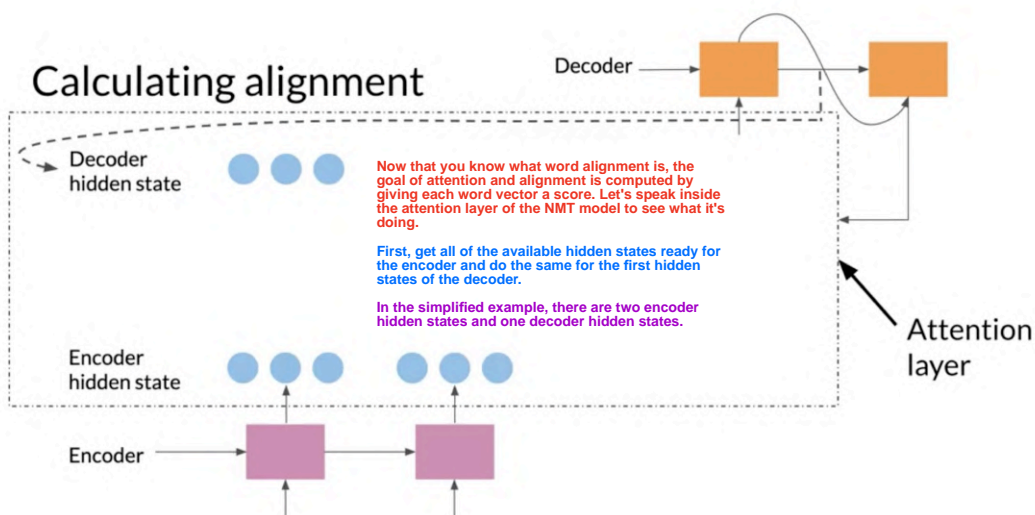 Calculating alignment
Decoder
Decoder
hidden state
Now that you know what word alignment is, the
goal of attention and alignment is computed by
giving each word vector a score. Let's speak inside
the attention layer of the NMT model to see what it's
doing.
First, get all of the available hidden states ready for
the encoder and do the same for the first hidden
states of the decoder.
In the simplified example, there are two encoder
hidden states and one decoder hidden states.
Attention
layer
Encoder
hidden state
Encoder